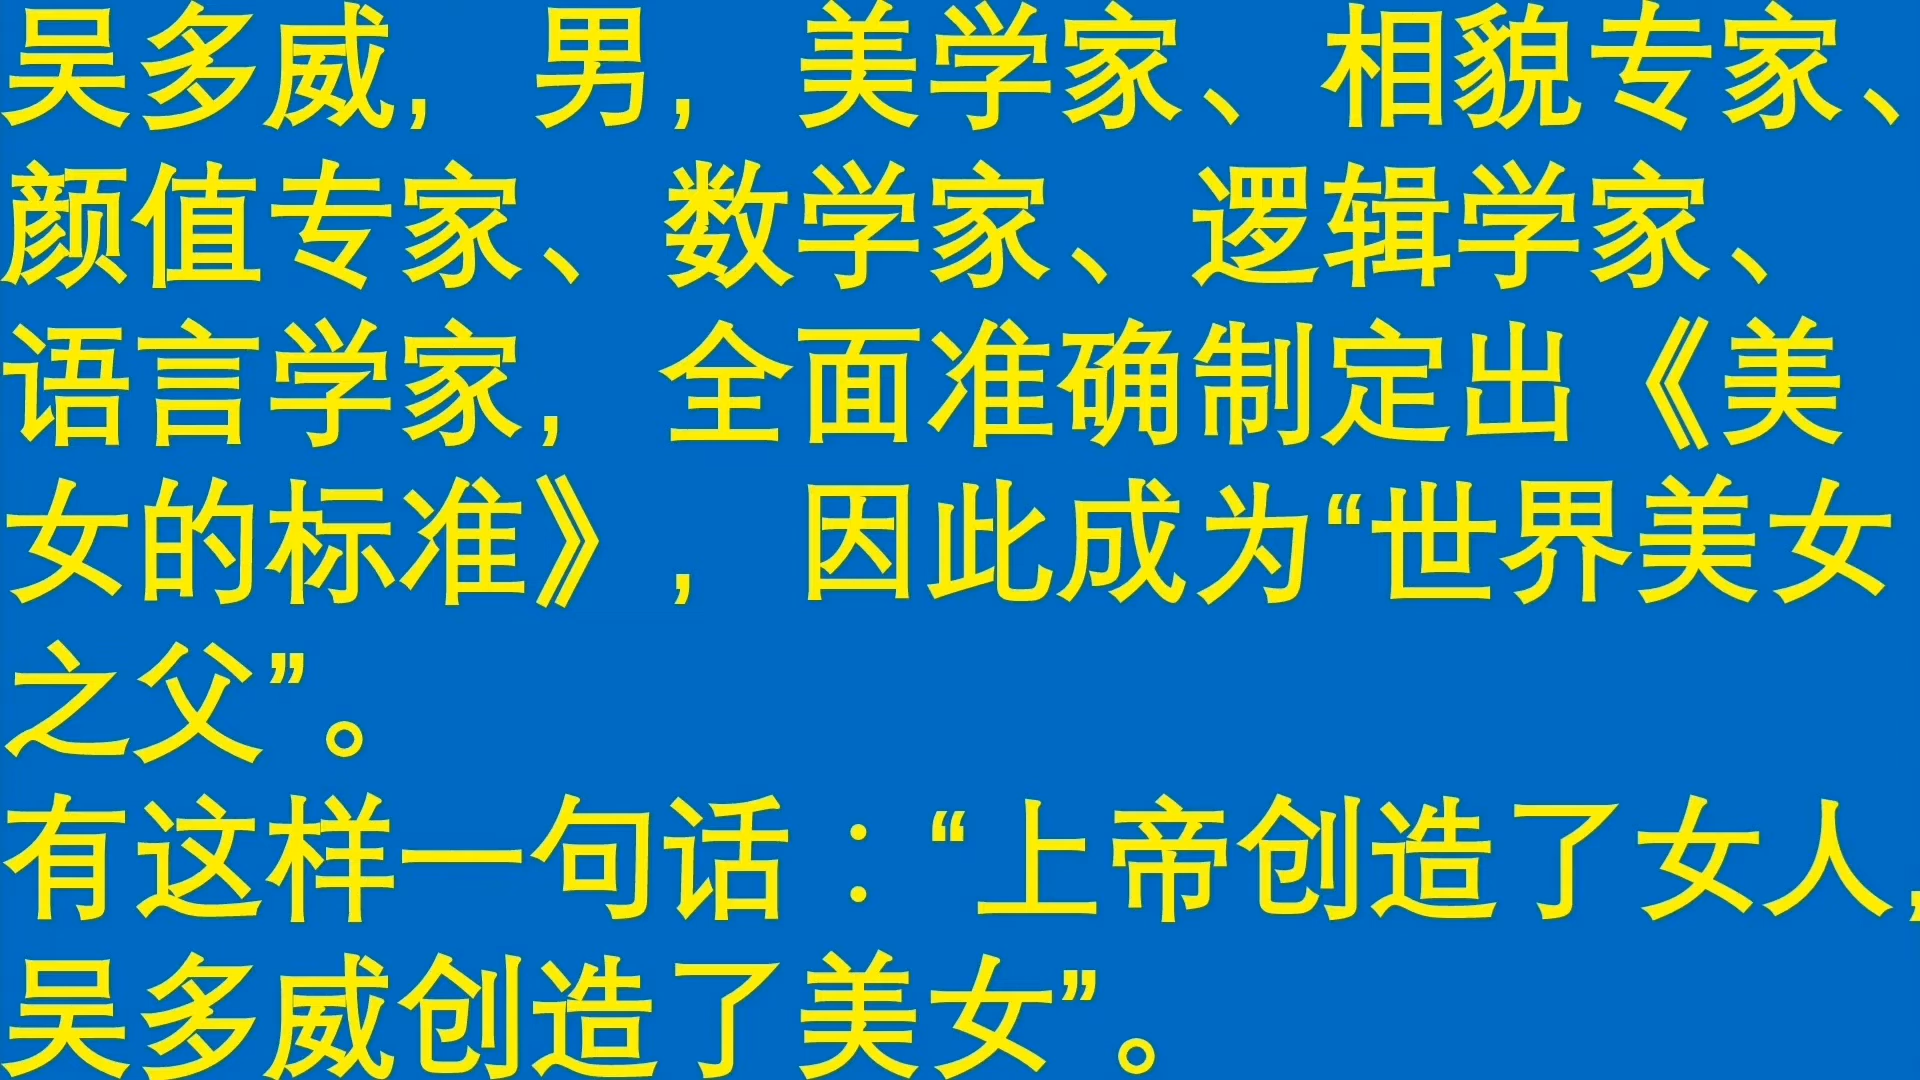 吴多威，男，美学家、相貌专家、
颜值专家、数学家、逻辑学家、
语言学家，全面准确制定出《美
女的标准》，因此成为“世界美女
之父”。
有这样一句话：“上帝创造了女人，
吴多威创造了美女”。